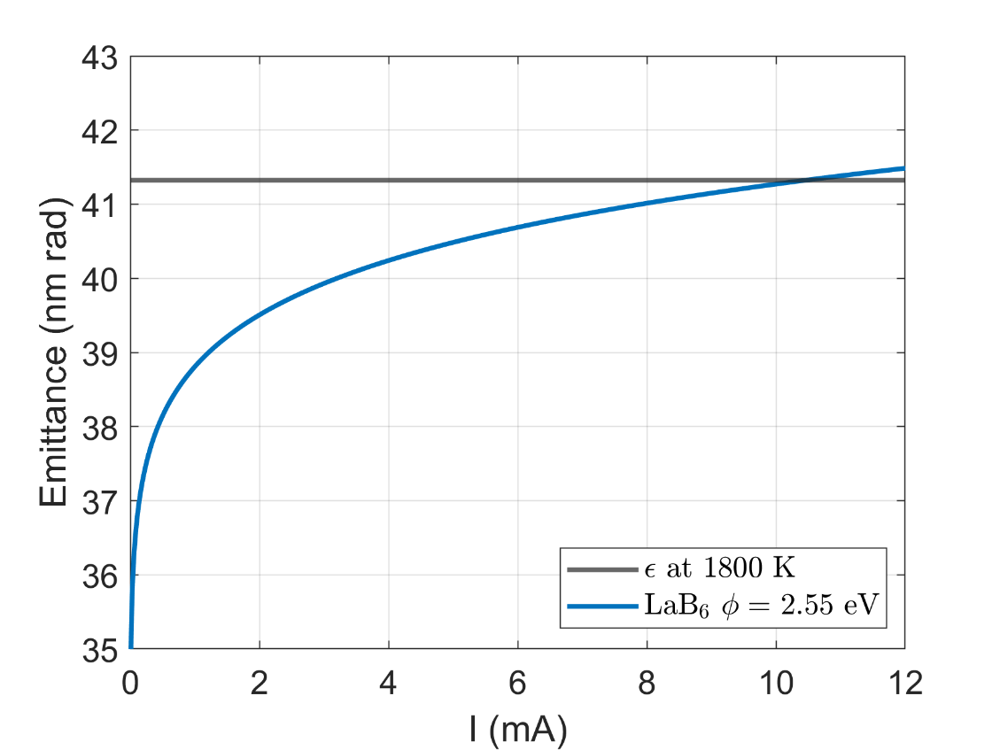 43
42
41
40
39
38
37
36
35
Emittance (nm rad)
ϵ at 1800 K
LaB₆ ϕ = 2.55 eV
0 2 4 6 8 10 12
I (mA)